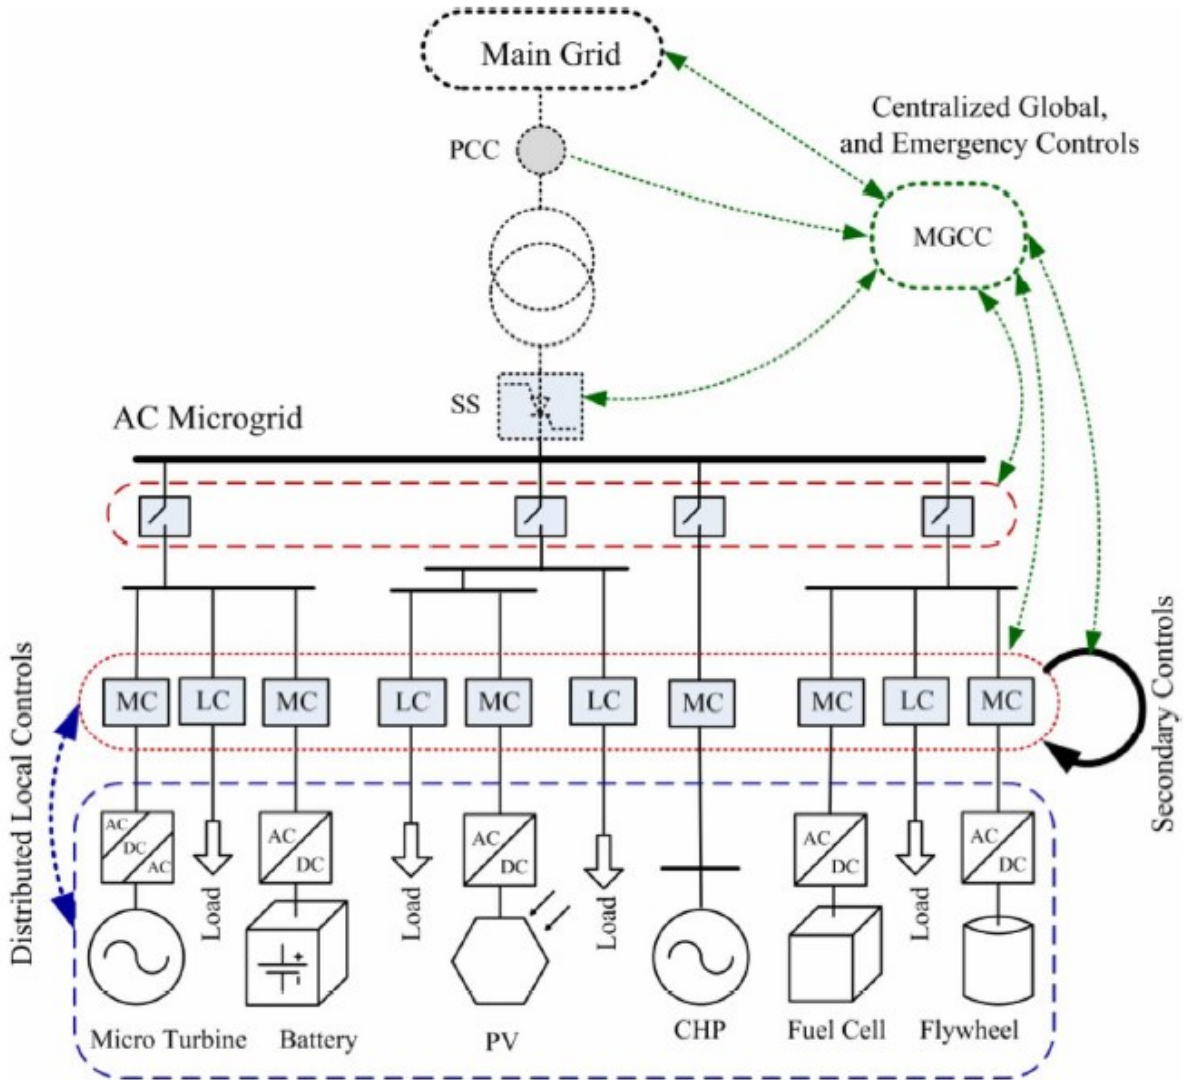 Main Grid
Centralized Global,
and Emergency Controls
PCC
MGCC
SS
AC Microgrid
MC
LC
MC
LC
MC
LC
MC
MC
LC
MC
Distributed Local Controls
Secondary Controls
AC
DC
AC
Load
AC
DC
Load
AC
DC
Load
AC
DC
Load
AC
DC
Micro Turbine
Battery
PV
CHP
Fuel Cell
Flywheel